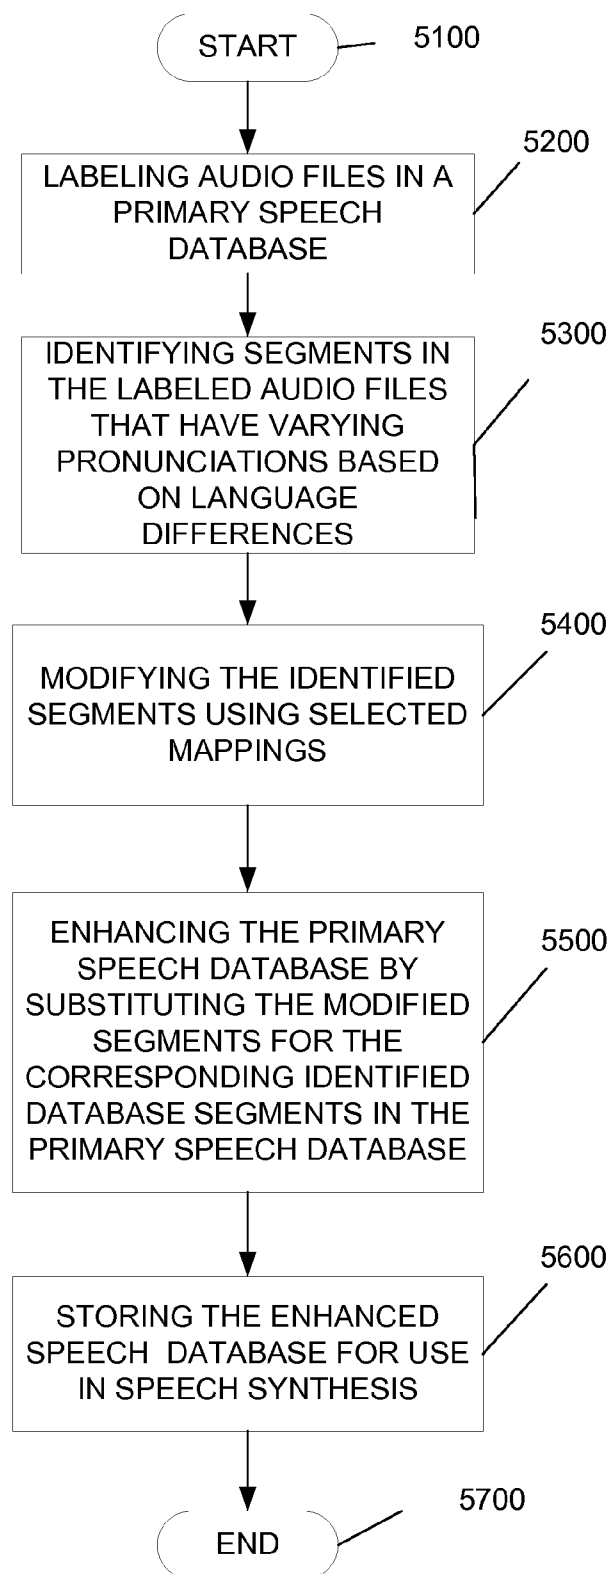 START
5100
5200
LABELING AUDIO FILES IN A
PRIMARY SPEECH
DATABASE
5300
IDENTIFYING SEGMENTS IN
THE LABELED AUDIO FILES
THAT HAVE VARYING
PRONUNCIATIONS BASED
ON LANGUAGE
DIFFERENCES
5400
MODIFYING THE IDENTIFIED
SEGMENTS USING SELECTED
MAPPINGS
5500
ENHANCING THE PRIMARY
SPEECH DATABASE BY
SUBSTITUTING THE MODIFIED
SEGMENTS FOR THE
CORRESPONDING IDENTIFIED
DATABASE SEGMENTS IN THE
PRIMARY SPEECH DATABASE
5600
STORING THE ENHANCED
SPEECH DATABASE FOR USE
IN SPEECH SYNTHESIS
5700
END